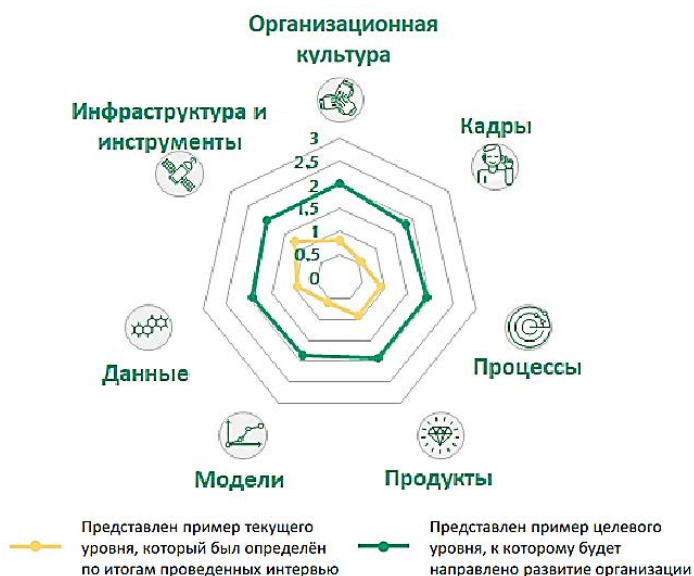 Организационная
культура
Инфраструктура и
инструменты
Кадры
3
2,5
2
1,5
1
0.5
0
Данные
Процессы
Модели
Продукты
Представлен пример текущего
уровня, который был определён
по итогам проведенных интервью
Представлен пример целевого
уровня, к которому будет
направлено развитие организации